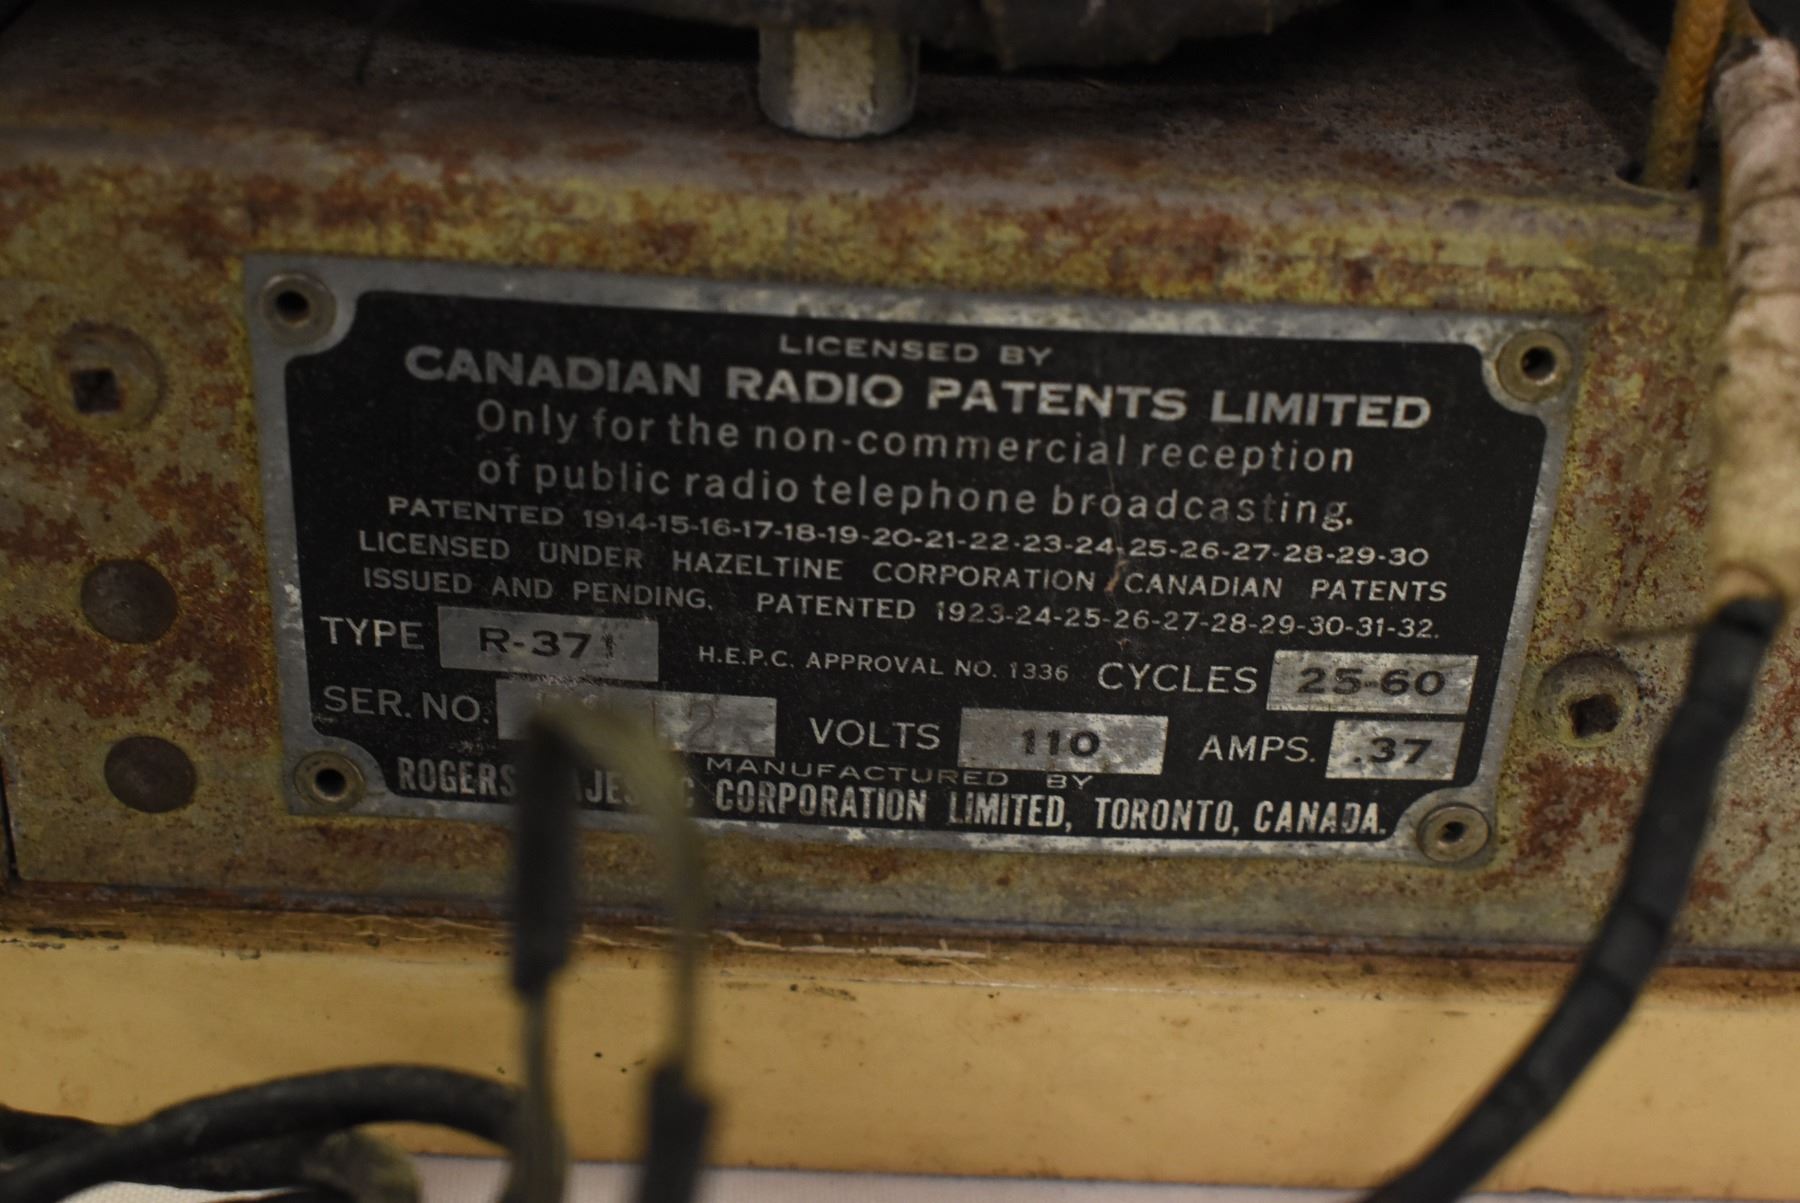 LICENSED BY
CANADIAN RADIO PATENTS LIMITED
Only for the non-commercial reception
of public radio telephone broadcasting.
PATENTED 1914-15-16-17-18-19-20-21-22-23-24-25-26-27-28-29-30
LICENSED UNDER HAZELTINE CORPORATION CANADIAN PATENTS
ISSUED AND PENDING. PATENTED 1923-24-25-26-27-28-29-30-31-32.
TYPE R-371 H.E.P.C. APPROVAL NO. 1336 CYCLES 25-60
SER. NO. VOLTS 110 AMPS. .37
MANUFACTURED BY
ROGERS CORPORATION LIMITED, TORONTO, CANADA.